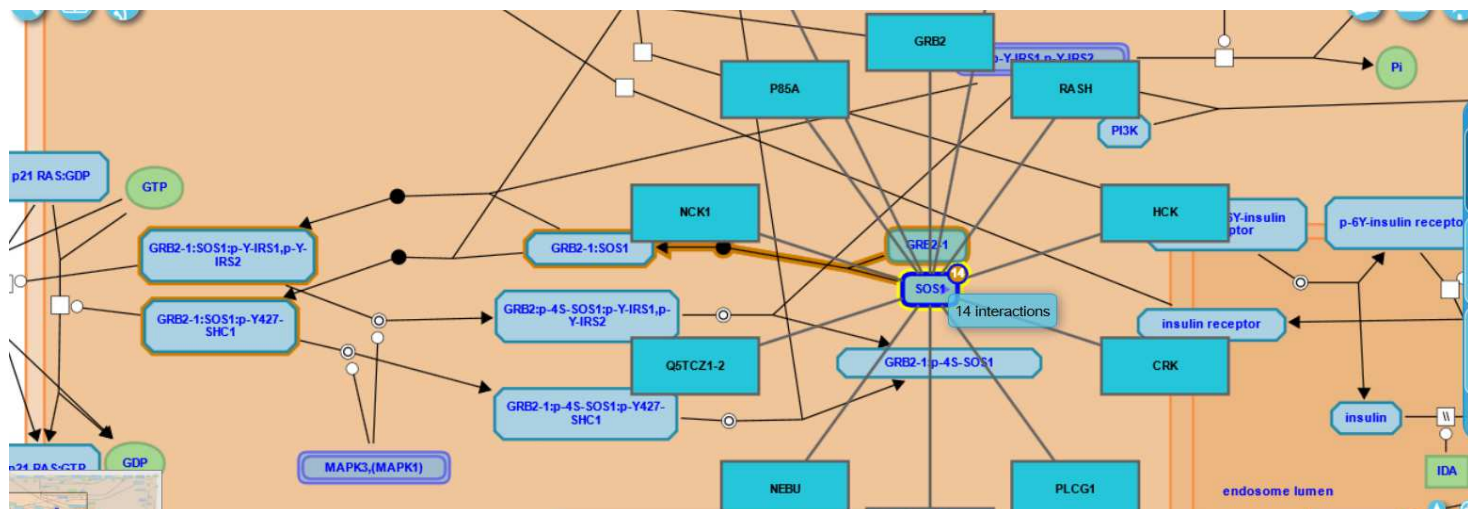 GRB2
p-Y-IRS1,p-Y-IRS2
Pi
P85A
RASH
PI3K
p21 RAS:GDP
GTP
NCK1
HCK
6Y-insulin
ptor
p-6Y-insulin recepto
GRB2-1:SOS1:p-Y-IRS1,p-Y-
IRS2
GRB2-1:SOS1
GRB2-1
14
SOS1
14 interactions
GRB2-1:SOS1:p-Y427-
SHC1
GRB2:p-4S-SOS1:p-Y-IRS1,p-
Y-IRS2
insulin receptor
Q5TCZ1-2
GRB2-1:p-4S-SOS1
CRK
GRB2-1:p-4S-SOS1:p-Y427-
SHC1
insulin
\\
p21 RAS:GTP
GDP
MAPK3,(MAPK1)
NEBU
PLCG1
endosome lumen
IDA